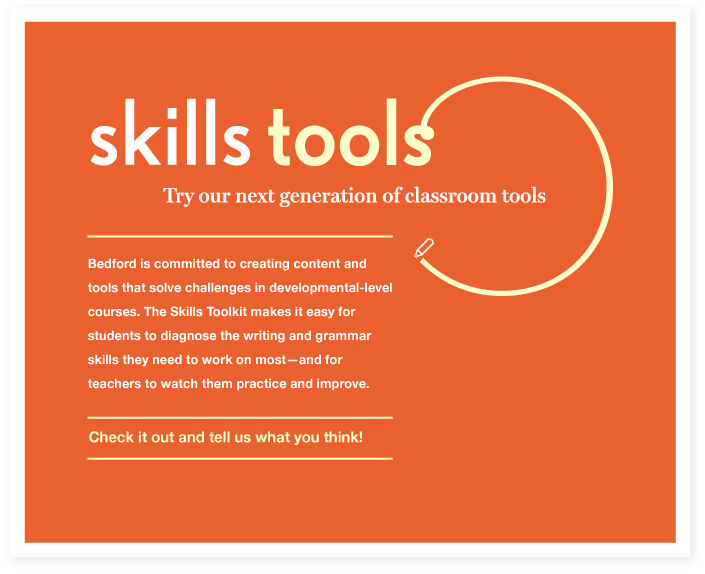 skills tools
Try our next generation of classroom tools
Bedford is committed to creating content and
tools that solve challenges in developmental-level
courses. The Skills Toolkit makes it easy for
students to diagnose the writing and grammar
skills they need to work on most—and for
teachers to watch them practice and improve.
Check it out and tell us what you think!